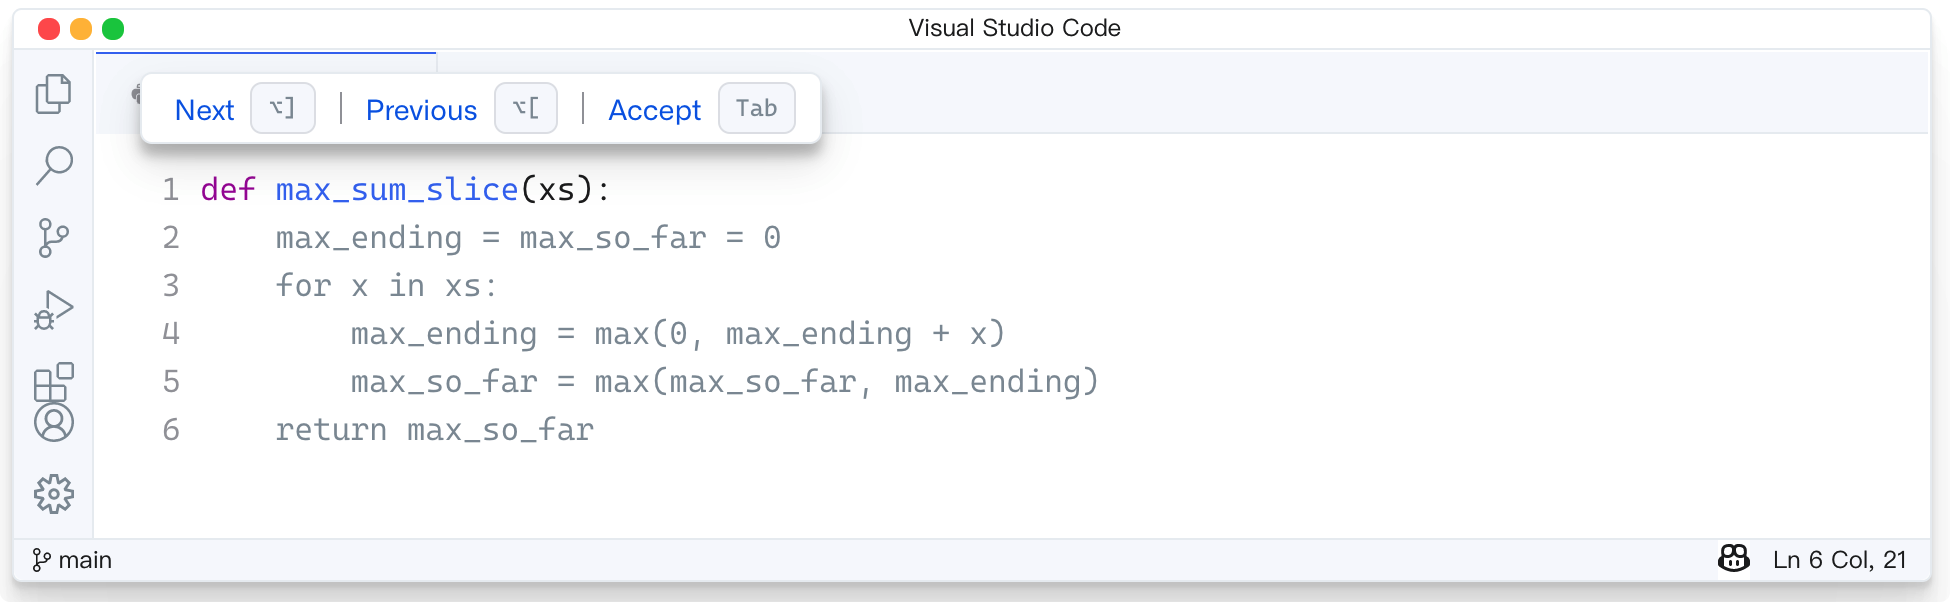 Visual Studio Code
Next ⌥] | Previous ⌥[ | Accept Tab
1 def max_sum_slice(xs):
2     max_ending = max_so_far = 0
3     for x in xs:
4         max_ending = max(0, max_ending + x)
5         max_so_far = max(max_so_far, max_ending)
6     return max_so_far
main
Ln 6 Col, 21